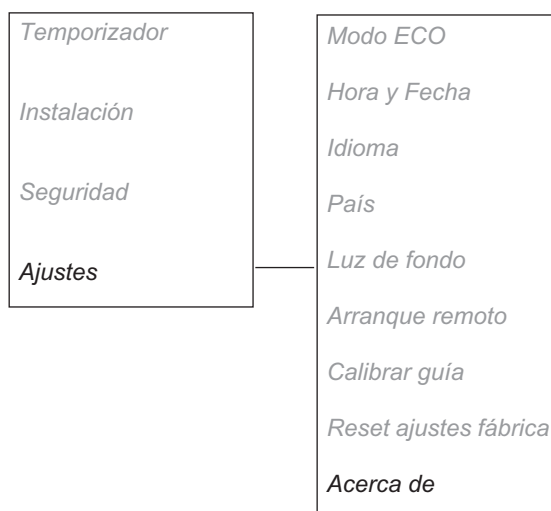 Temporizador
Instalación
Seguridad
Ajustes
Modo ECO
Hora y Fecha
Idioma
País
Luz de fondo
Arranque remoto
Calibrar guía
Reset ajustes fábrica
Acerca de